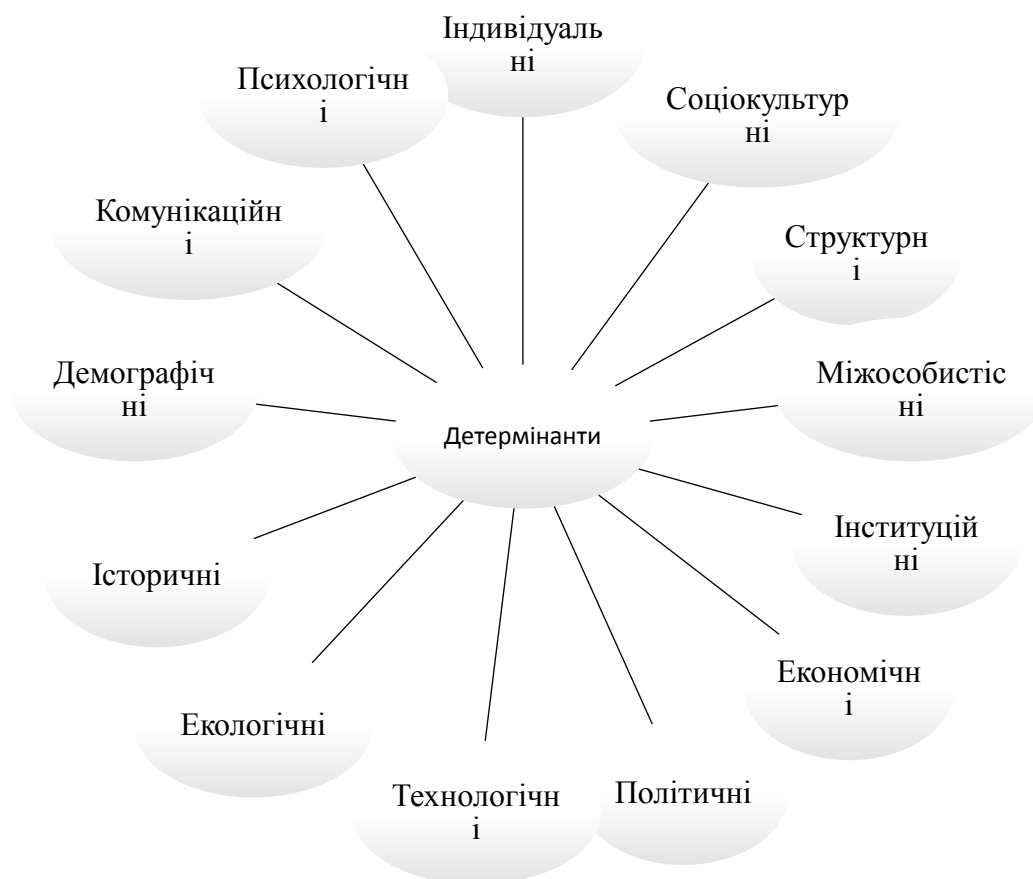 Індивідуаль
ні
Соціокультур
ні
Структурн
і
Міжособистіс
ні
Інституцій
ні
Економічн
і
Політичні
Технологічн
і
Екологічні
Історичні
Демографіч
ні
Комунікаційн
і
Психологічн
і
Детермінанти